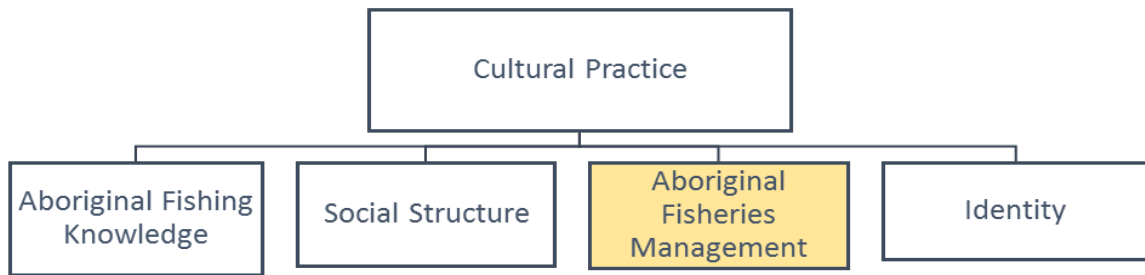 Cultural Practice
Aboriginal Fishing
Knowledge
Social Structure
Aboriginal
Fisheries
Management
Identity